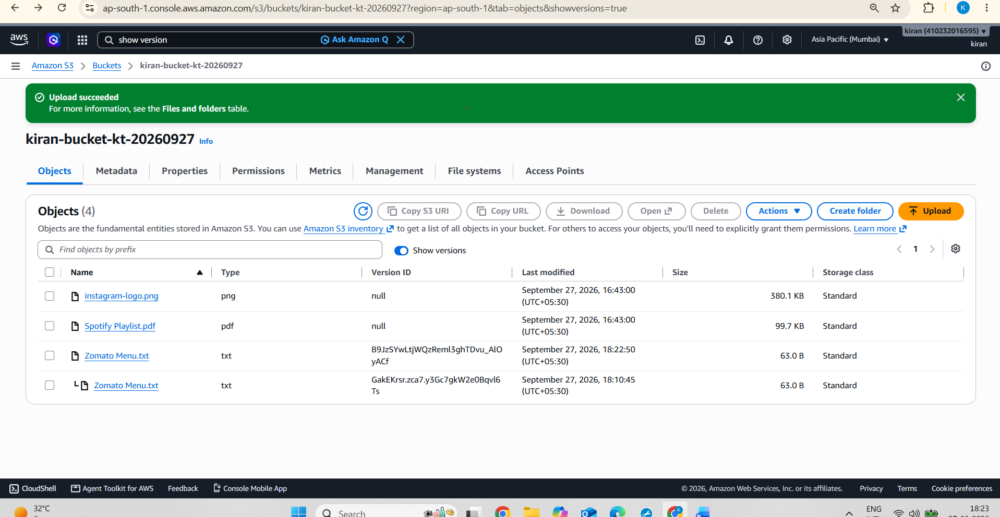 ap-south-1.console.aws.amazon.com/s3/buckets/kiran-bucket-kt-20260927?region=ap-south-1&tab=objects&showversions=true
K
aws
show version
Ask Amazon Q
Asia Pacific (Mumbai)
kiran (410232016595)
kiran
Amazon S3
Buckets
kiran-bucket-kt-20260927
Upload succeeded
For more information, see the Files and folders table.
kiran-bucket-kt-20260927 Info
Objects
Metadata
Properties
Permissions
Metrics
Management
File systems
Access Points
Objects (4)
Copy S3 URI
Copy URL
Download
Open
Delete
Actions
Create folder
Upload
Objects are the fundamental entities stored in Amazon S3. You can use Amazon S3 inventory to get a list of all objects in your bucket. For others to access your objects, you'll need to explicitly grant them permissions. Learn more
Find objects by prefix
Show versions
1
Name Type Version ID Last modified Size Storage class
instagram-logo.png png null September 27, 2026, 16:43:00 (UTC+05:30) 380.1 KB Standard
Spotify Playlist.pdf pdf null September 27, 2026, 16:43:00 (UTC+05:30) 99.7 KB Standard
Zomato Menu.txt txt B9JzSYwLtjWQzReml3ghTDvu_AlOyACf September 27, 2026, 18:22:50 (UTC+05:30) 63.0 B Standard
Zomato Menu.txt txt GakEKrsr.zca7.y3Gc7gkW2e0Bqvl6Ts September 27, 2026, 18:10:45 (UTC+05:30) 63.0 B Standard
CloudShell
Agent Toolkit for AWS
Feedback
Console Mobile App
© 2026, Amazon Web Services, Inc. or its affiliates.
Privacy
Terms
Cookie preferences
32°C
Search
ENG
18:23